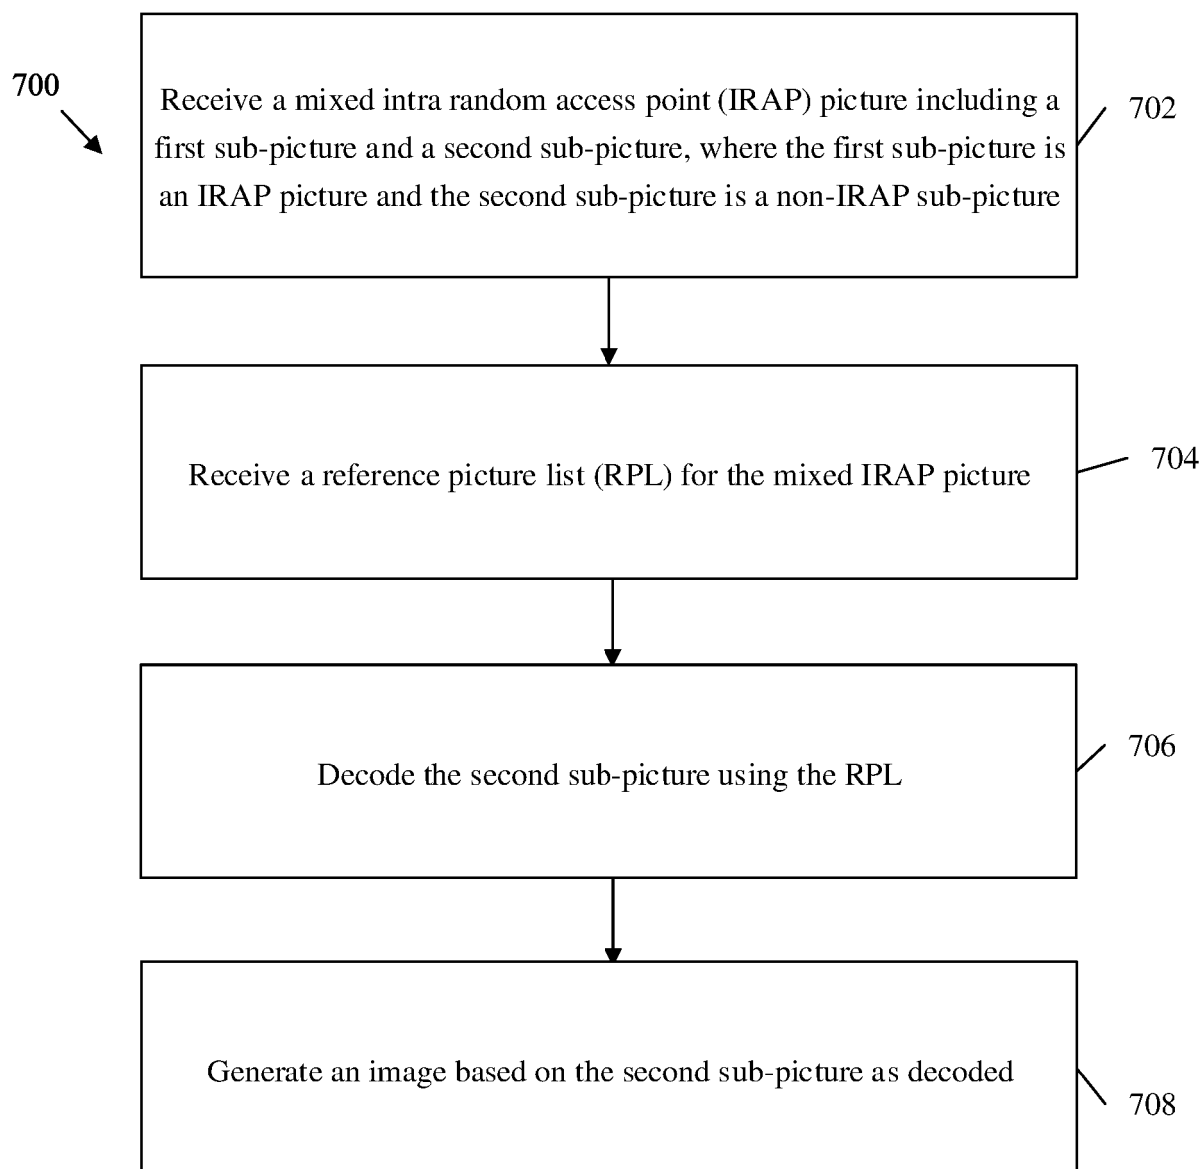 700
Receive a mixed intra random access point (IRAP) picture including a
first sub-picture and a second sub-picture, where the first sub-picture is
an IRAP picture and the second sub-picture is a non-IRAP sub-picture
702
Receive a reference picture list (RPL) for the mixed IRAP picture
704
Decode the second sub-picture using the RPL
706
Generate an image based on the second sub-picture as decoded
708